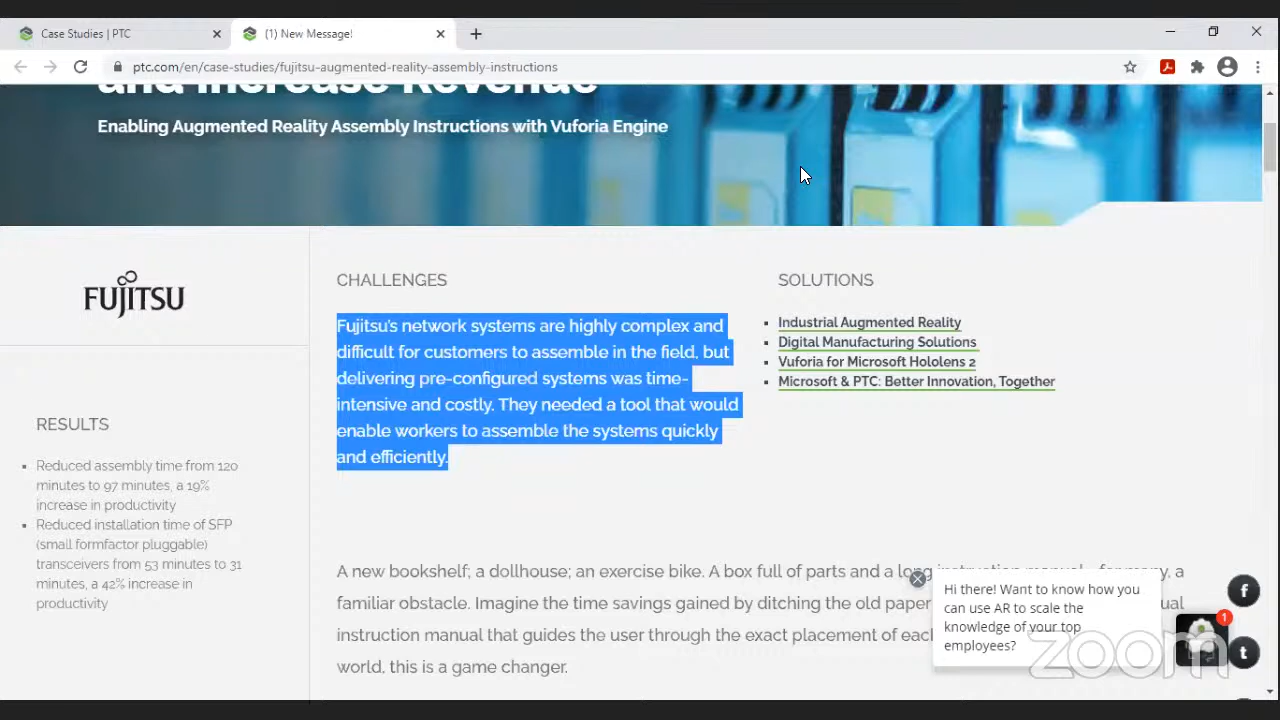 Case Studies | PTC
(1) New Message!
ptc.com/en/case-studies/fujitsu-augmented-reality-assembly-instructions
and Increase Revenue
Enabling Augmented Reality Assembly Instructions with Vuforia Engine
FUJITSU
RESULTS
Reduced assembly time from 120
minutes to 97 minutes, a 19%
increase in productivity
Reduced installation time of SFP
(small formfactor pluggable)
transceivers from 53 minutes to 31
minutes, a 42% increase in
productivity
CHALLENGES
Fujitsu's network systems are highly complex and
difficult for customers to assemble in the field, but
delivering pre-configured systems was time-
intensive and costly. They needed a tool that would
enable workers to assemble the systems quickly
and efficiently.
SOLUTIONS
Industrial Augmented Reality
Digital Manufacturing Solutions
Vuforia for Microsoft Hololens 2
Microsoft & PTC: Better Innovation, Together
A new bookshelf; a dollhouse; an exercise bike. A box full of parts and a long a
familiar obstacle. Imagine the time savings gained by ditching the old paper
instruction manual that guides the user through the exact placement of
world, this is a game changer.
Hi there! Want to know how you
can use AR to scale the
knowledge of your top
employees?
1
f
t
zoom